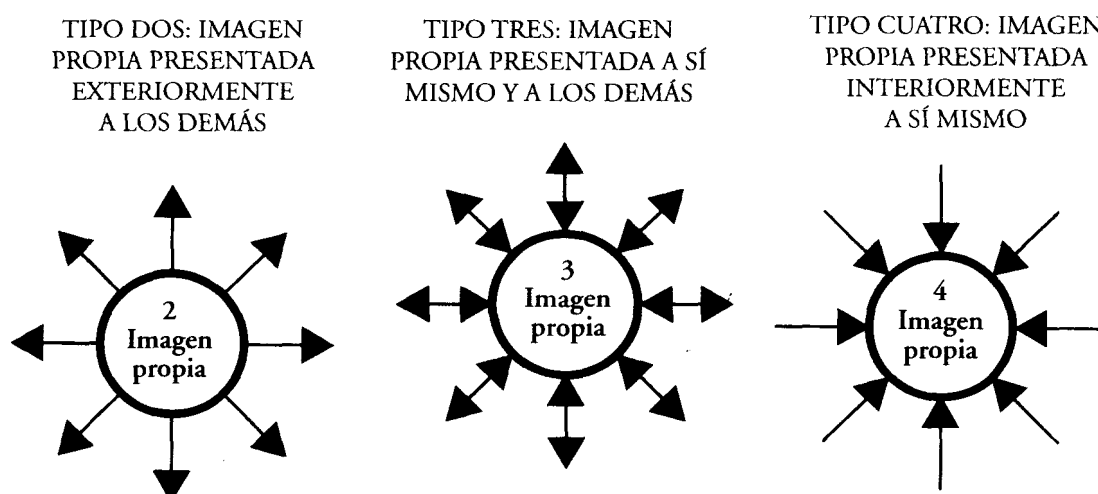 TIPO DOS: IMAGEN
PROPIA PRESENTADA
EXTERIORMENTE
A LOS DEMÁS
TIPO TRES: IMAGEN
PROPIA PRESENTADA A SÍ
MISMO Y A LOS DEMÁS
TIPO CUATRO: IMAGEN
PROPIA PRESENTADA
INTERIORMENTE
A SÍ MISMO
2
Imagen
propia
3
Imagen
propia
4
Imagen
propia